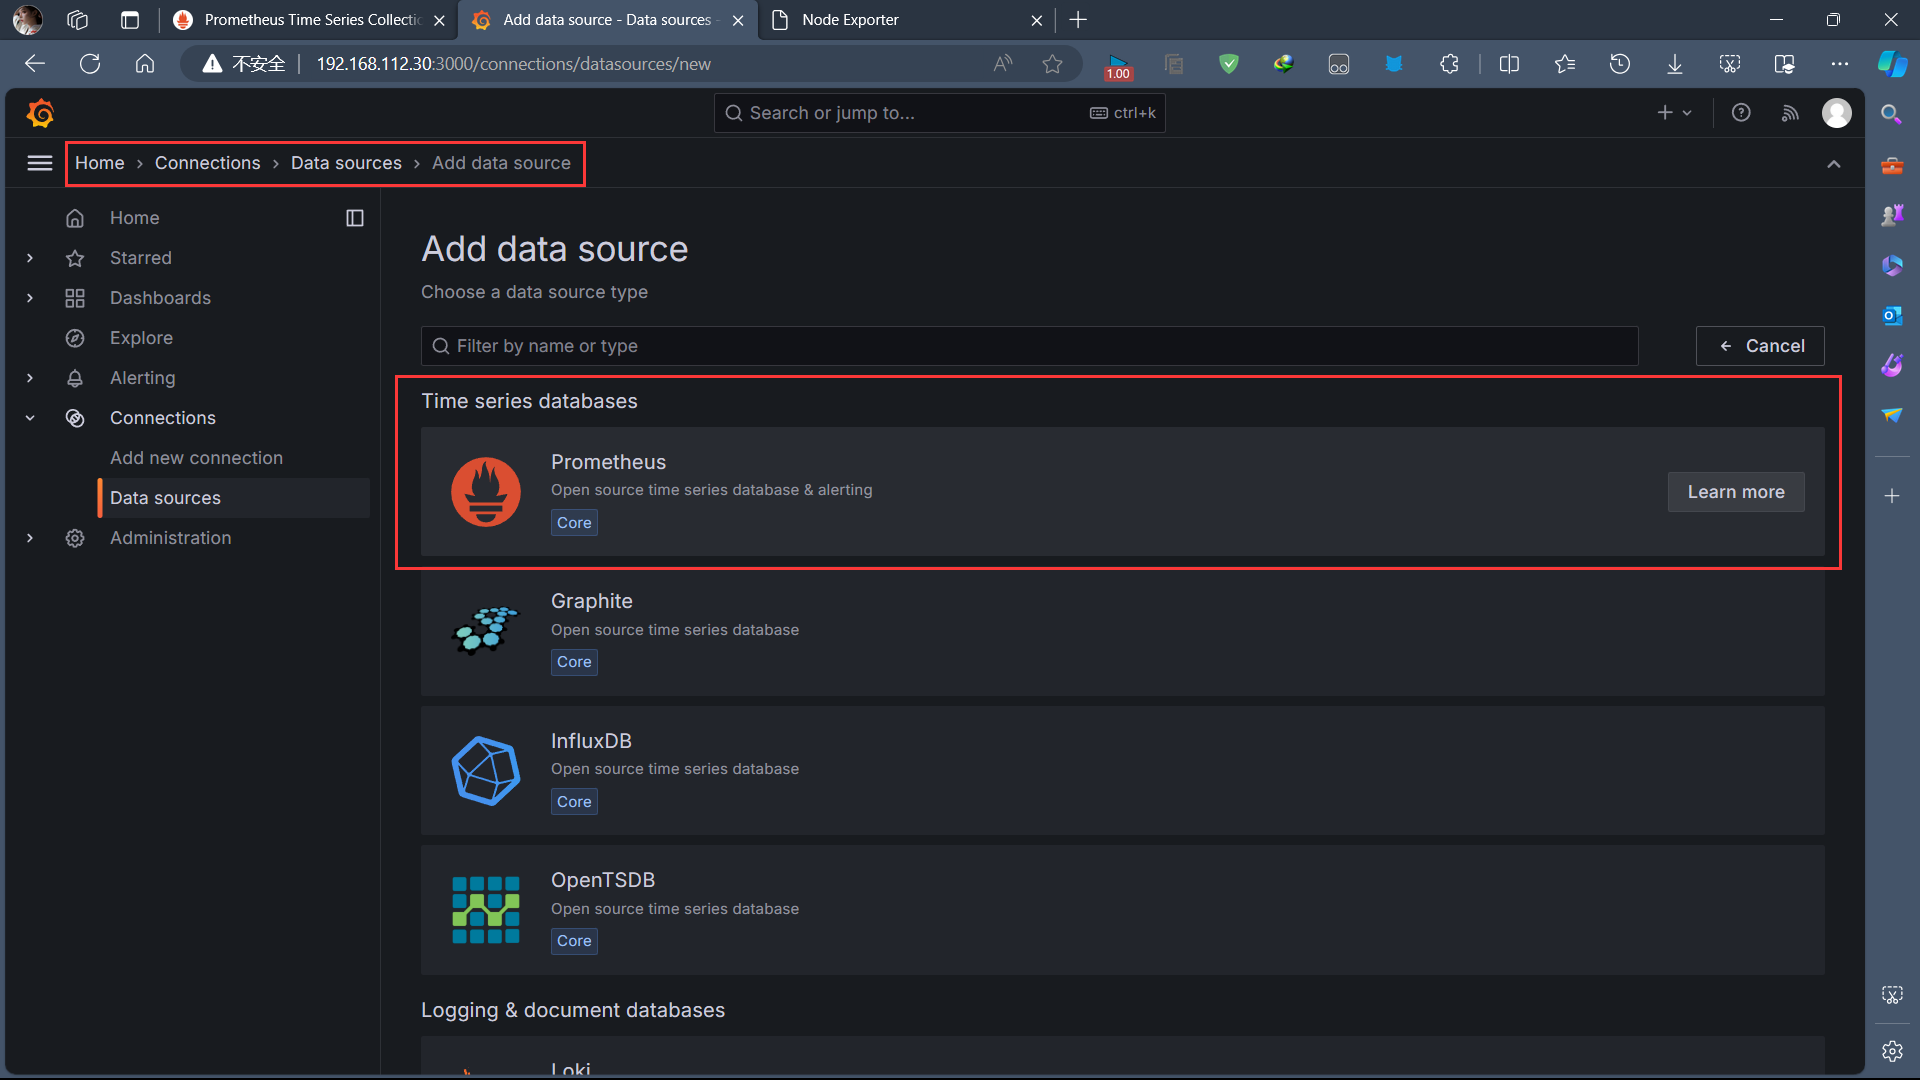 Prometheus Time Series Collectio
Add data source - Data sources -
Node Exporter
不安全
192.168.112.30:3000/connections/datasources/new
1.00
Search or jump to...
ctrl+k
Home › Connections › Data sources › Add data source
Home
Starred
Dashboards
Explore
Alerting
Connections
Add new connection
Data sources
Administration
Add data source
Choose a data source type
Filter by name or type
Cancel
Time series databases
Prometheus
Open source time series database & alerting
Core
Learn more
Graphite
Open source time series database
Core
InfluxDB
Open source time series database
Core
OpenTSDB
Open source time series database
Core
Logging & document databases
Loki